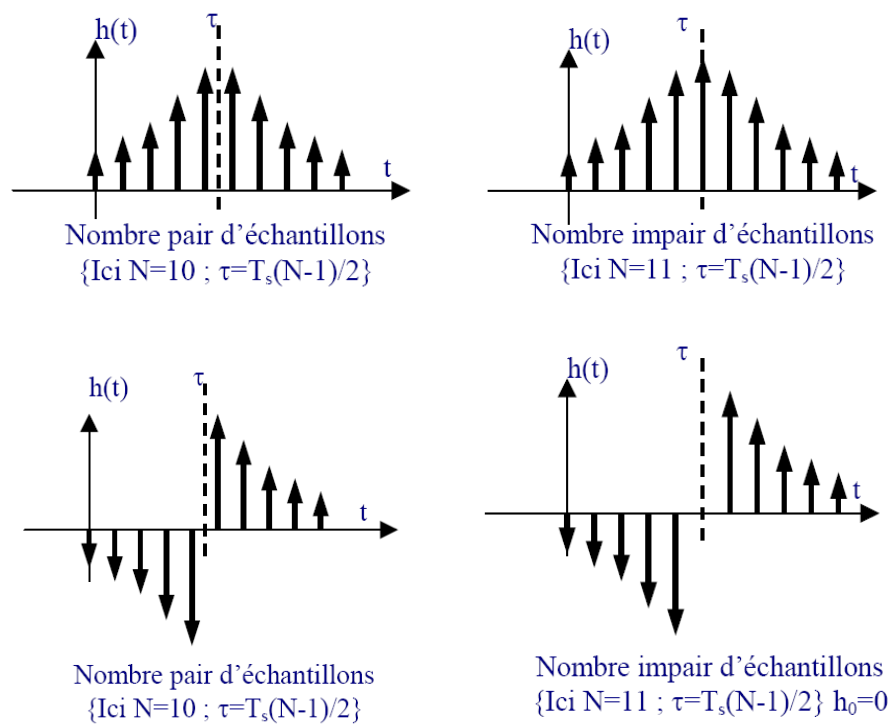 h(t)
τ
t
Nombre pair d'échantillons
{Ici N=10 ; τ=Tₛ(N-1)/2}
h(t)
τ
t
Nombre impair d'échantillons
{Ici N=11 ; τ=Tₛ(N-1)/2}
h(t)
τ
t
Nombre pair d'échantillons
{Ici N=10 ; τ=Tₛ(N-1)/2}
h(t)
τ
t
Nombre impair d'échantillons
{Ici N=11 ; τ=Tₛ(N-1)/2} h₀=0